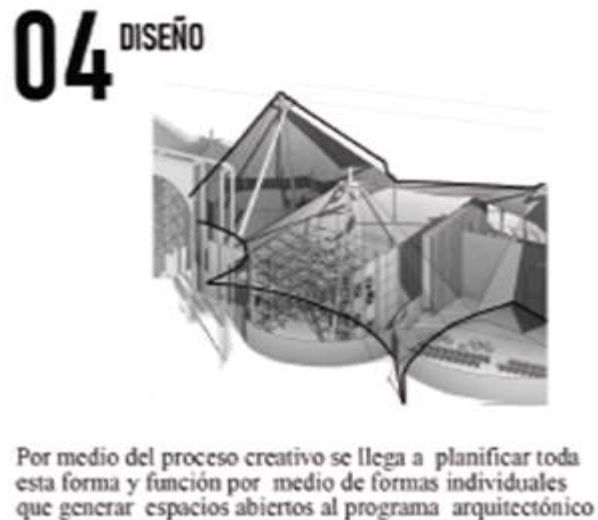 04 DISEÑO
Por medio del proceso creativo se llega a planificar toda
esta forma y función por medio de formas individuales
que generar espacios abiertos al programa arquitectónico